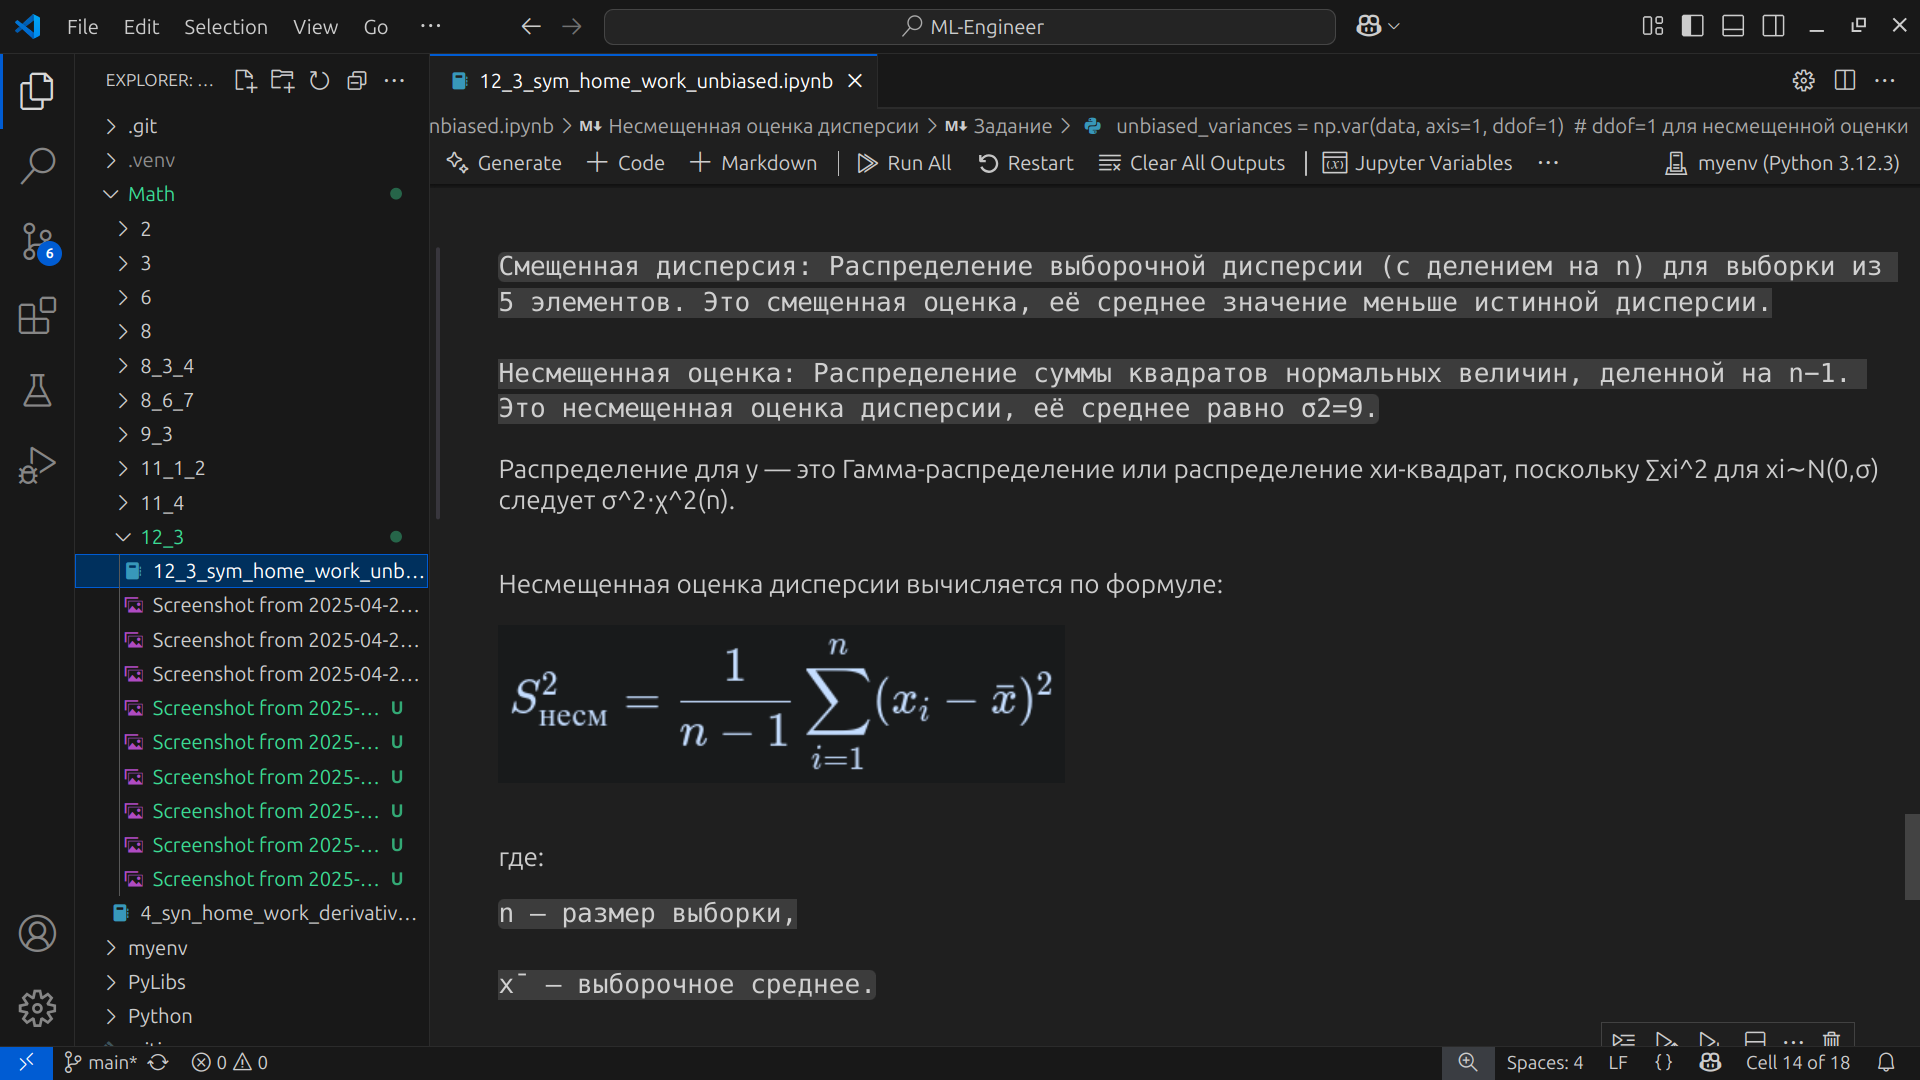 File Edit Selection View Go ···
ML-Engineer
EXPLORER: ...
12_3_sym_home_work_unbiased.ipynb
nbiased.ipynb > M↓ Несмещенная оценка дисперсии > M↓ Задание > unbiased_variances = np.var(data, axis=1, ddof=1) # ddof=1 для несмещенной оценки
Generate + Code + Markdown | Run All Restart Clear All Outputs | Jupyter Variables ··· myenv (Python 3.12.3)
.git
.venv
Math
2
3
6
8
8_3_4
8_6_7
9_3
11_1_2
11_4
12_3
12_3_sym_home_work_unb...
Screenshot from 2025-04-2...
Screenshot from 2025-04-2...
Screenshot from 2025-04-2...
Screenshot from 2025-... U
Screenshot from 2025-... U
Screenshot from 2025-... U
Screenshot from 2025-... U
Screenshot from 2025-... U
Screenshot from 2025-... U
4_syn_home_work_derivativ...
myenv
PyLibs
Python
6
Смещенная дисперсия: Распределение выборочной дисперсии (с делением на n) для выборки из
5 элементов. Это смещенная оценка, её среднее значение меньше истинной дисперсии.
Несмещенная оценка: Распределение суммы квадратов нормальных величин, деленной на n−1.
Это несмещенная оценка дисперсии, её среднее равно σ2=9.
Распределение для y — это Гамма-распределение или распределение хи-квадрат, поскольку ∑xi^2 для xi∼N(0,σ)
следует σ^2⋅χ^2(n).
Несмещенная оценка дисперсии вычисляется по формуле:
S²несм = 1/(n − 1) ∑ⁿᵢ₌₁ (xᵢ − x̄)²
где:
n — размер выборки,
xˉ — выборочное среднее.
main* 0 0 Spaces: 4 LF {} Cell 14 of 18